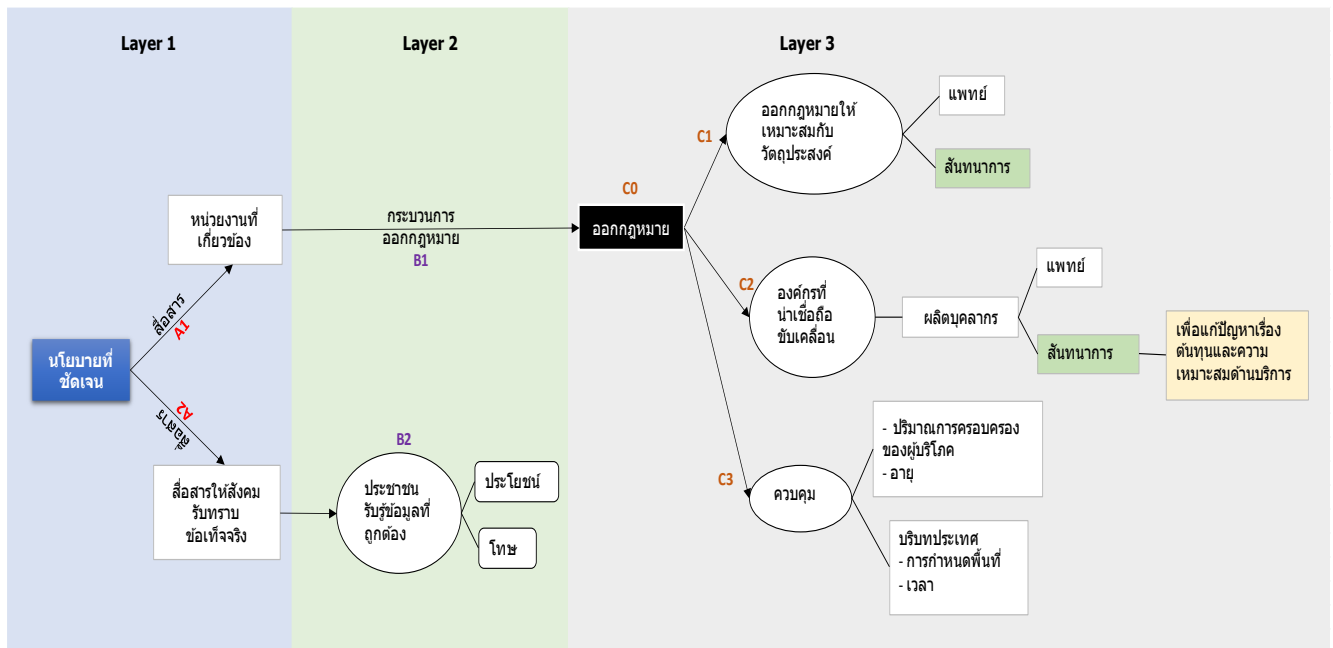 Layer 1
Layer 2
Layer 3
นโยบายที่
ชัดเจน
สื่อสาร
A1
A2
สื่อสาร
หน่วยงานที่
เกี่ยวข้อง
สื่อสารให้สังคม
รับทราบ
ข้อเท็จจริง
กระบวนการ
ออกกฎหมาย
B1
B2
ประชาชน
รับรู้ข้อมูลที่
ถูกต้อง
ประโยชน์
โทษ
C0
ออกกฎหมาย
C1
ออกกฎหมายให้
เหมาะสมกับ
วัตถุประสงค์
แพทย์
สันทนาการ
C2
องค์กรที่
น่าเชื่อถือ
ขับเคลื่อน
ผลิตบุคลากร
แพทย์
สันทนาการ
เพื่อแก้ปัญหาเรื่อง
ต้นทุนและความ
เหมาะสมด้านบริการ
C3
ควบคุม
- ปริมาณการครอบครอง
ของผู้บริโภค
- อายุ
บริบทประเทศ
- การกำหนดพื้นที่
- เวลา